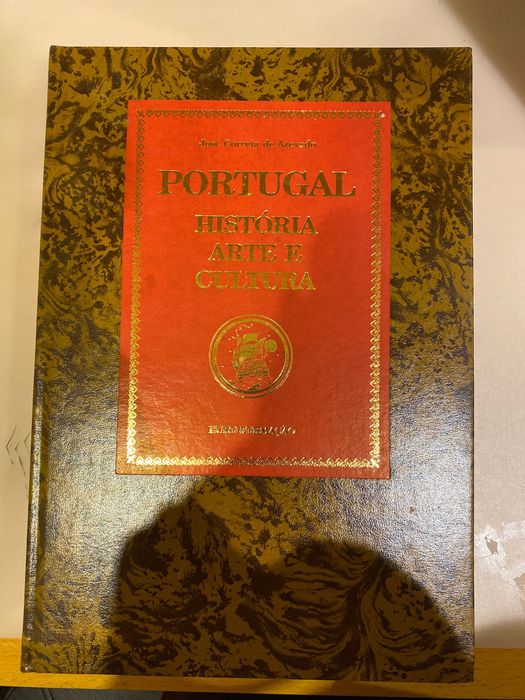 José Correia de Azevedo
PORTUGAL
HISTÓRIA
ARTE E
CULTURA